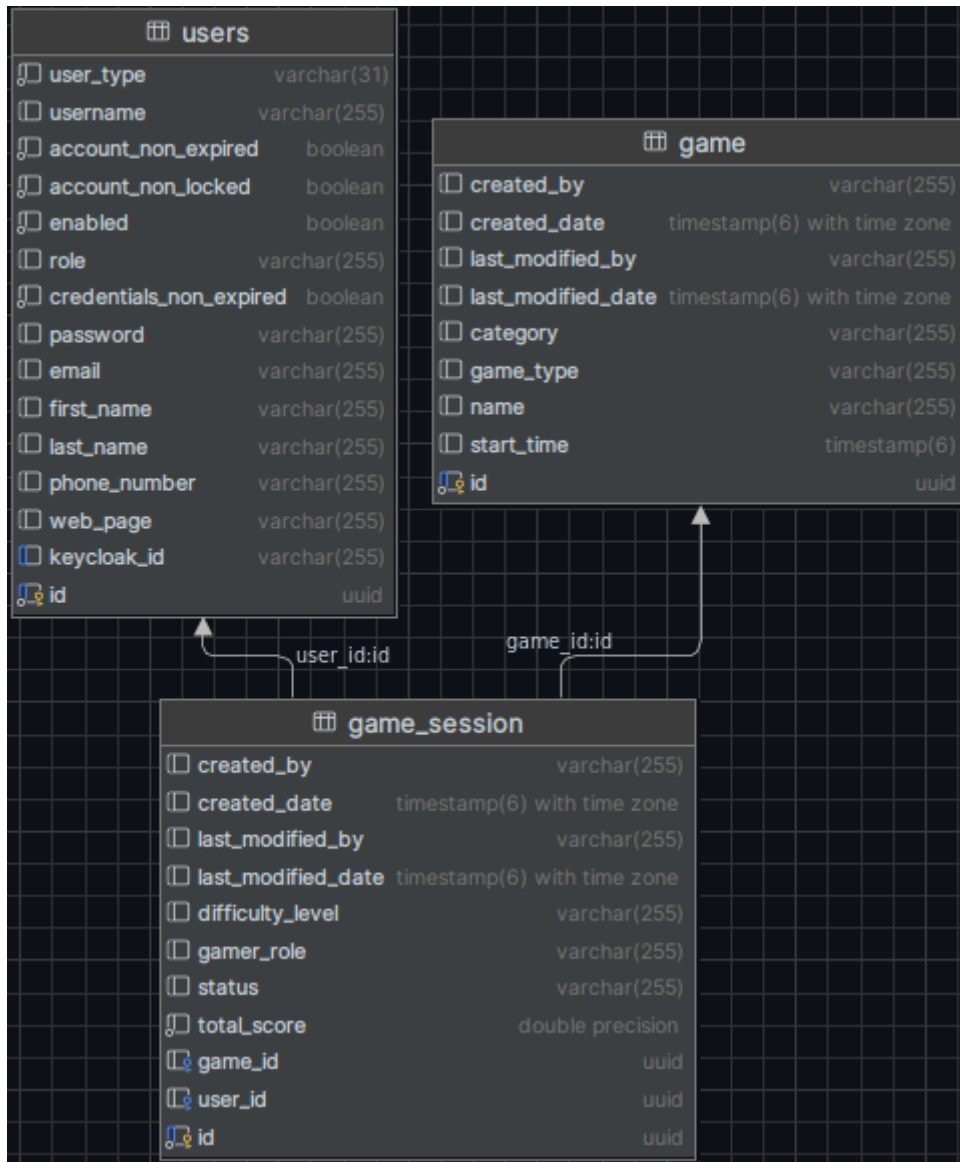 users
user_type varchar(31)
username varchar(255)
account_non_expired boolean
account_non_locked boolean
enabled boolean
role varchar(255)
credentials_non_expired boolean
password varchar(255)
email varchar(255)
first_name varchar(255)
last_name varchar(255)
phone_number varchar(255)
web_page varchar(255)
keycloak_id varchar(255)
id uuid
game
created_by varchar(255)
created_date timestamp(6) with time zone
last_modified_by varchar(255)
last_modified_date timestamp(6) with time zone
category varchar(255)
game_type varchar(255)
name varchar(255)
start_time timestamp(6)
id uuid
user_id:id
game_id:id
game_session
created_by varchar(255)
created_date timestamp(6) with time zone
last_modified_by varchar(255)
last_modified_date timestamp(6) with time zone
difficulty_level varchar(255)
gamer_role varchar(255)
status varchar(255)
total_score double precision
game_id uuid
user_id uuid
id uuid